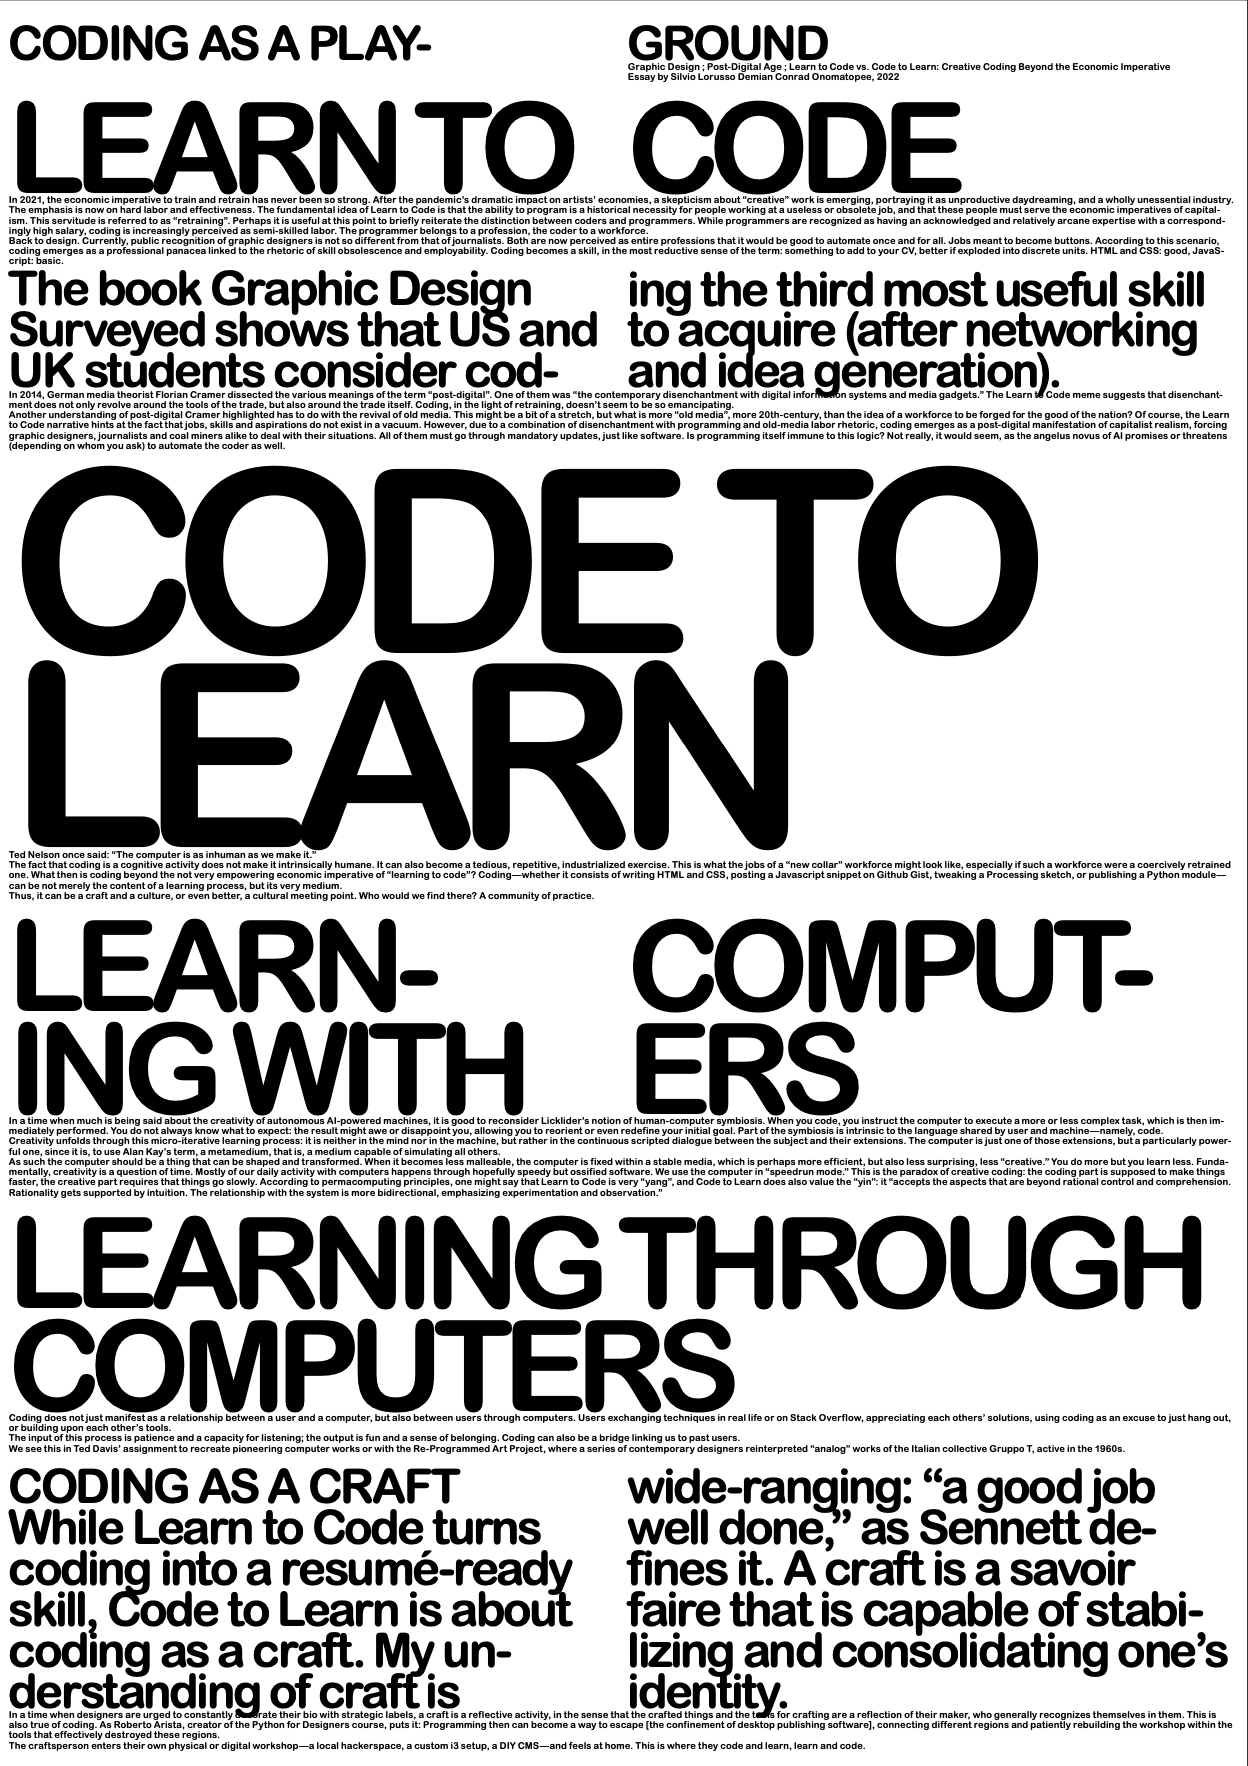 CODING AS A PLAY-
GROUND
Graphic Design ; Post-Digital Age ; Learn to Code vs. Code to Learn: Creative Coding Beyond the Economic Imperative
Essay by Silvio Lorusso Demian Conrad Onomatopee, 2022
LEARN TO CODE
In 2021, the economic imperative to train and retrain has never been so strong. After the pandemic’s dramatic impact on artists’ economies, a skepticism about “creative” work is emerging, portraying it as unproductive daydreaming, and a wholly unessential industry.
The emphasis is now on hard labor and effectiveness. The fundamental idea of Learn to Code is that the ability to program is a historical necessity for people working at a useless or obsolete job, and that these people must serve the economic imperatives of capital-
ism. This servitude is referred to as “retraining”. Perhaps it is useful at this point to briefly reiterate the distinction between coders and programmers. While programmers are recognized as having an acknowledged and relatively arcane expertise with a correspond-
ingly high salary, coding is increasingly perceived as semi-skilled labor. The programmer belongs to a profession, the coder to a workforce.
Back to design. Currently, public recognition of graphic designers is not so different from that of journalists. Both are now perceived as entire professions that it would be good to automate once and for all. Jobs meant to become buttons. According to this scenario,
coding emerges as a professional panacea linked to the rhetoric of skill obsolescence and employability. Coding becomes a skill, in the most reductive sense of the term: something to add to your CV, better if exploded into discrete units. HTML and CSS: good, JavaS-
cript: basic.
The book Graphic Design
Surveyed shows that US and
UK students consider cod-
ing the third most useful skill
to acquire (after networking
and idea generation).
In 2014, German media theorist Florian Cramer dissected the various meanings of the term “post-digital”. One of them was “the contemporary disenchantment with digital information systems and media gadgets.” The Learn to Code meme suggests that disenchant-
ment does not only revolve around the tools of the trade, but also around the trade itself. Coding, in the light of retraining, doesn’t seem to be so emancipating.
Another understanding of post-digital Cramer highlighted has to do with the revival of old media. This might be a bit of a stretch, but what is more “old media”, more 20th-century, than the idea of a workforce to be forged for the good of the nation? Of course, the Learn
to Code narrative hints at the fact that jobs, skills and aspirations do not exist in a vacuum. However, due to a combination of disenchantment with programming and old-media labor rhetoric, coding emerges as a post-digital manifestation of capitalist realism, forcing
graphic designers, journalists and coal miners alike to deal with their situations. All of them must go through mandatory updates, just like software. Is programming itself immune to this logic? Not really, it would seem, as the angelus novus of AI promises or threatens
(depending on whom you ask) to automate the coder as well.
CODE TO
LEARN
Ted Nelson once said: “The computer is as inhuman as we make it.”
The fact that coding is a cognitive activity does not make it intrinsically humane. It can also become a tedious, repetitive, industrialized exercise. This is what the jobs of a “new collar” workforce might look like, especially if such a workforce were a coercively retrained
one. What then is coding beyond the not very empowering economic imperative of “learning to code”? Coding—whether it consists of writing HTML and CSS, posting a Javascript snippet on Github Gist, tweaking a Processing sketch, or publishing a Python module—
can be not merely the content of a learning process, but its very medium.
Thus, it can be a craft and a culture, or even better, a cultural meeting point. Who would we find there? A community of practice.
LEARN-
ING WITH
COMPUT-
ERS
In a time when much is being said about the creativity of autonomous AI-powered machines, it is good to reconsider Licklider’s notion of human-computer symbiosis. When you code, you instruct the computer to execute a more or less complex task, which is then im-
mediately performed. You do not always know what to expect: the result might awe or disappoint you, allowing you to reorient or even redefine your initial goal. Part of the symbiosis is intrinsic to the language shared by user and machine—namely, code.
Creativity unfolds through this micro-iterative learning process: it is neither in the mind nor in the machine, but rather in the continuous scripted dialogue between the subject and their extensions. The computer is just one of those extensions, but a particularly power-
ful one, since it is, to use Alan Kay’s term, a metamedium, that is, a medium capable of simulating all others.
As such the computer should be a thing that can be shaped and transformed. When it becomes less malleable, the computer is fixed within a stable media, which is perhaps more efficient, but also less surprising, less “creative.” You do more but you learn less. Funda-
mentally, creativity is a question of time. Mostly of our daily activity with computers happens through hopefully speedy but ossified software. We use the computer in “speedrun mode.” This is the paradox of creative coding: the coding part is supposed to make things
faster, the creative part requires that things go slowly. According to permacomputing principles, one might say that Learn to Code is very “yang”, and Code to Learn does also value the “yin”: it “accepts the aspects that are beyond rational control and comprehension.
Rationality gets supported by intuition. The relationship with the system is more bidirectional, emphasizing experimentation and observation.”
LEARNING THROUGH
COMPUTERS
Coding does not just manifest as a relationship between a user and a computer, but also between users through computers. Users exchanging techniques in real life or on Stack Overflow, appreciating each others’ solutions, using coding as an excuse to just hang out,
or building upon each other’s tools.
The input of this process is patience and a capacity for listening; the output is fun and a sense of belonging. Coding can also be a bridge linking us to past users.
We see this in Ted Davis’ assignment to recreate pioneering computer works or with the Re-Programmed Art Project, where a series of contemporary designers reinterpreted “analog” works of the Italian collective Gruppo T, active in the 1960s.
CODING AS A CRAFT
While Learn to Code turns
coding into a resumé-ready
skill, Code to Learn is about
coding as a craft. My un-
derstanding of craft is
wide-ranging: “a good job
well done,” as Sennett de-
fines it. A craft is a savoir
faire that is capable of stabi-
lizing and consolidating one’s
identity.
In a time when designers are urged to constantly their bio with strategic labels, a craft is a reflective activity, in the sense that the crafted things and the tools for crafting are a reflection of their maker, who generally recognizes themselves in them. This is
also true of coding. As Roberto Arista, creator of the Python for Designers course, puts it: Programming then can become a way to escape [the confinement of desktop publishing software], connecting different regions and patiently rebuilding the workshop within the
tools that effectively destroyed these regions.
The craftsperson enters their own physical or digital workshop—a local hackerspace, a custom i3 setup, a DIY CMS—and feels at home. This is where they code and learn, learn and code.